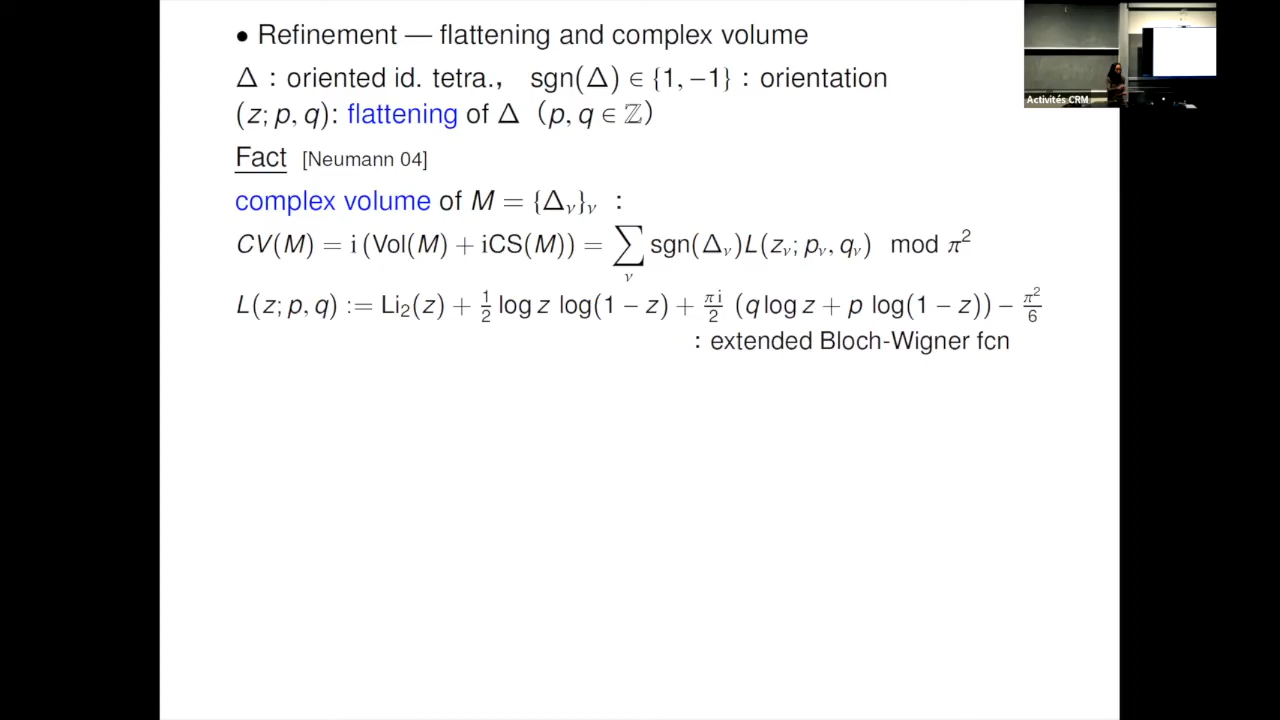 • Refinement — flattening and complex volume
Δ : oriented id. tetra., sgn(Δ) ∈ {1, −1} : orientation
(z; p, q): flattening of Δ (p, q ∈ ℤ)
Fact [Neumann 04]
complex volume of M = {Δ_ν}_ν :
CV(M) = i (Vol(M) + iCS(M)) = ∑_ν sgn(Δ_ν)L(z_ν; p_ν, q_ν) mod π²
L(z; p, q) := Li₂(z) + ½ log z log(1 − z) + πi/2 (q log z + p log(1 − z)) − π²/6
: extended Bloch-Wigner fcn
Activités CRM